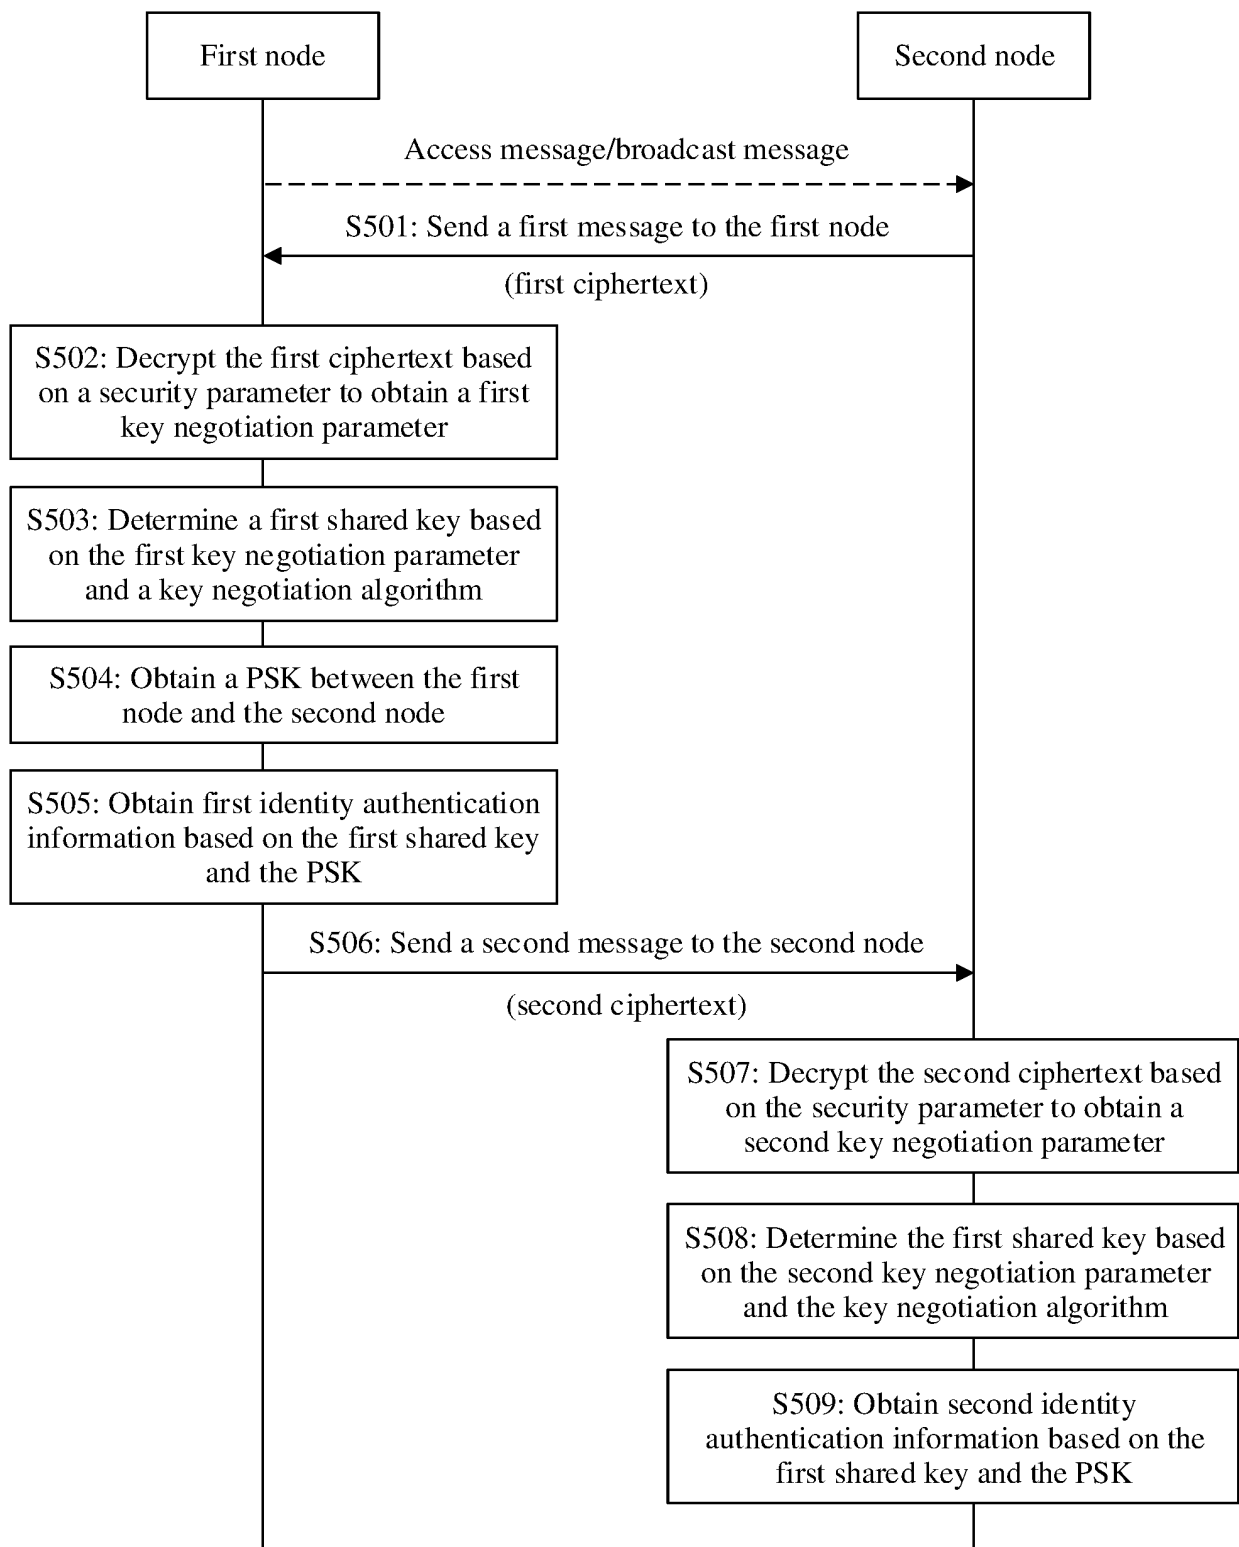 First node
Second node
Access message/broadcast message
S501: Send a first message to the first node
(first ciphertext)
S502: Decrypt the first ciphertext based
on a security parameter to obtain a first
key negotiation parameter
S503: Determine a first shared key based
on the first key negotiation parameter
and a key negotiation algorithm
S504: Obtain a PSK between the first
node and the second node
S505: Obtain first identity authentication
information based on the first shared key
and the PSK
S506: Send a second message to the second node
(second ciphertext)
S507: Decrypt the second ciphertext based
on the security parameter to obtain a
second key negotiation parameter
S508: Determine the first shared key based
on the second key negotiation parameter
and the key negotiation algorithm
S509: Obtain second identity
authentication information based on the
first shared key and the PSK